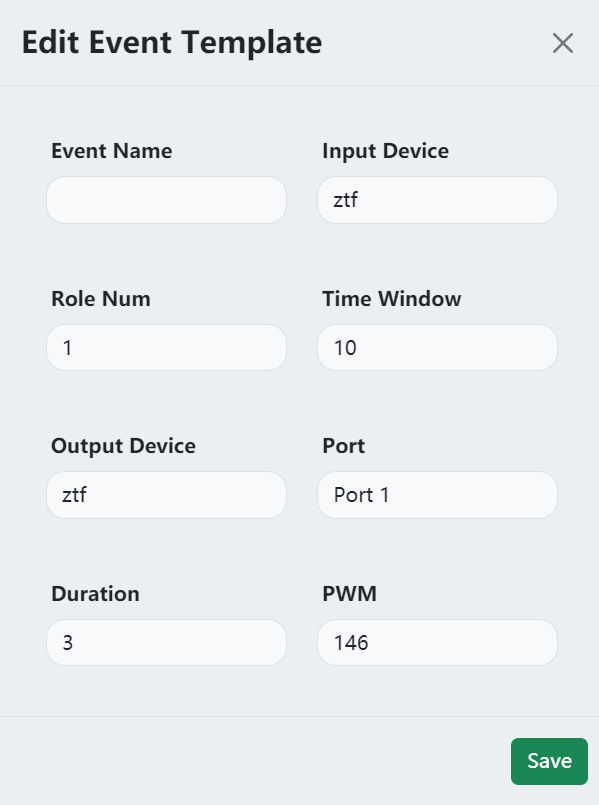 Edit Event Template
Event Name
Input Device
ztf
Role Num
Time Window
1
10
Output Device
Port
ztf
Port 1
Duration
PWM
3
146
Save